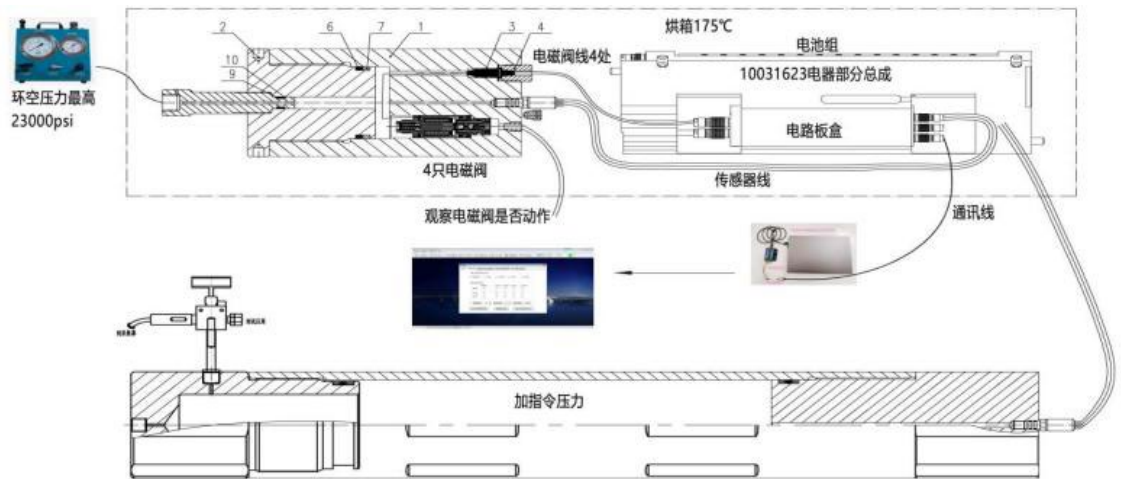 烘箱175℃
2
6
7
1
3
4
电磁阀线4处
电池组
10
9
10031623电器部分总成
环空压力最高
23000psi
电路板盒
4只电磁阀
传感器线
观察电磁阀是否动作
通讯线
加指令压力